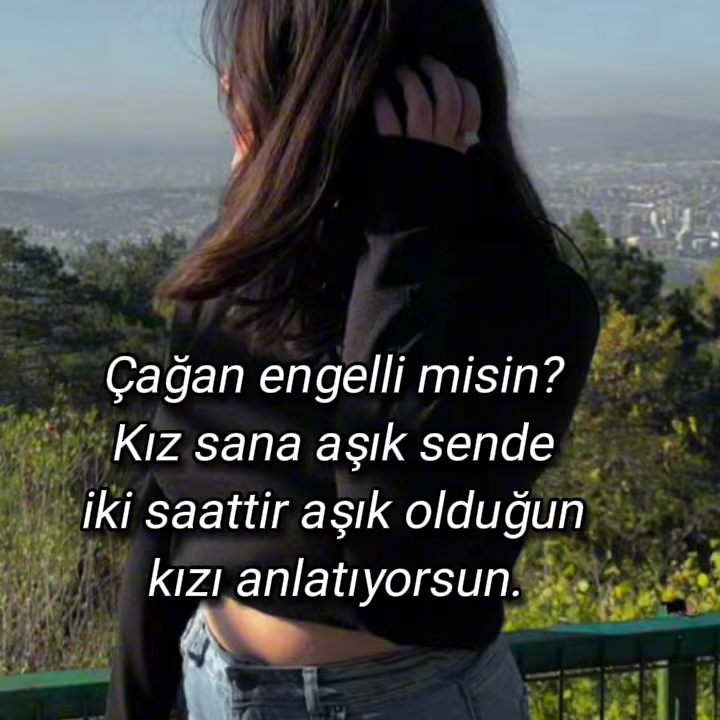 Çağan engelli misin?
Kız sana aşık sende
iki saattir aşık olduğun
kızı anlatıyorsun.